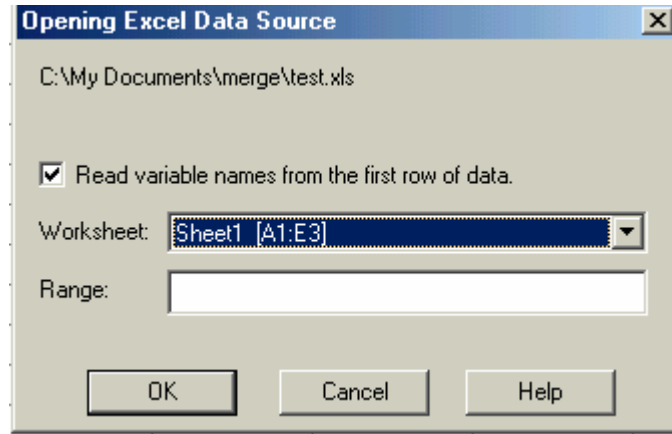 Opening Excel Data Source
C:\My Documents\merge\test.xls
Read variable names from the first row of data.
Worksheet: Sheet1 [A1:E3]
Range:
OK Cancel Help